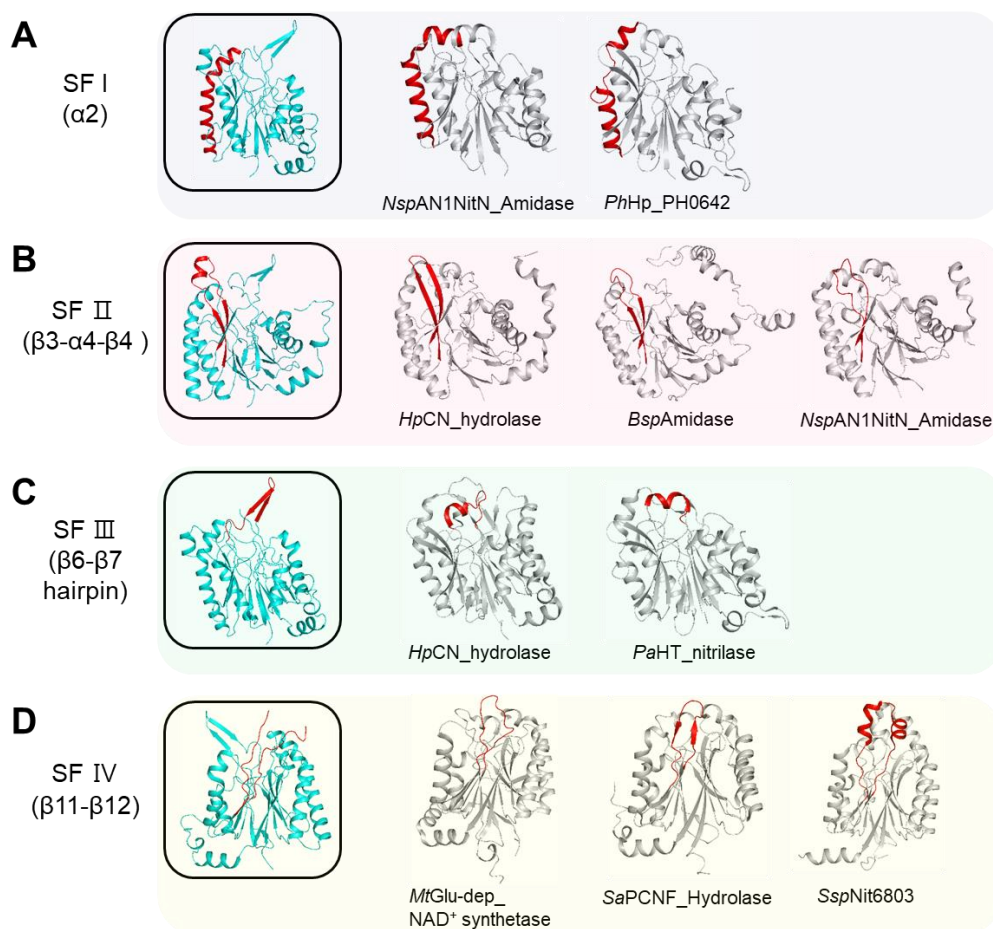 A
SF I
(α2)
NspAN1NitN_Amidase
PhHp_PH0642
B
SF Ⅱ
(β3-α4-β4 )
HpCN_hydrolase
BspAmidase
NspAN1NitN_Amidase
C
SF Ⅲ
(β6-β7
hairpin)
HpCN_hydrolase
PaHT_nitrilase
D
SF Ⅳ
(β11-β12)
MtGlu-dep_
NAD⁺ synthetase
SaPCNF_Hydrolase
SspNit6803